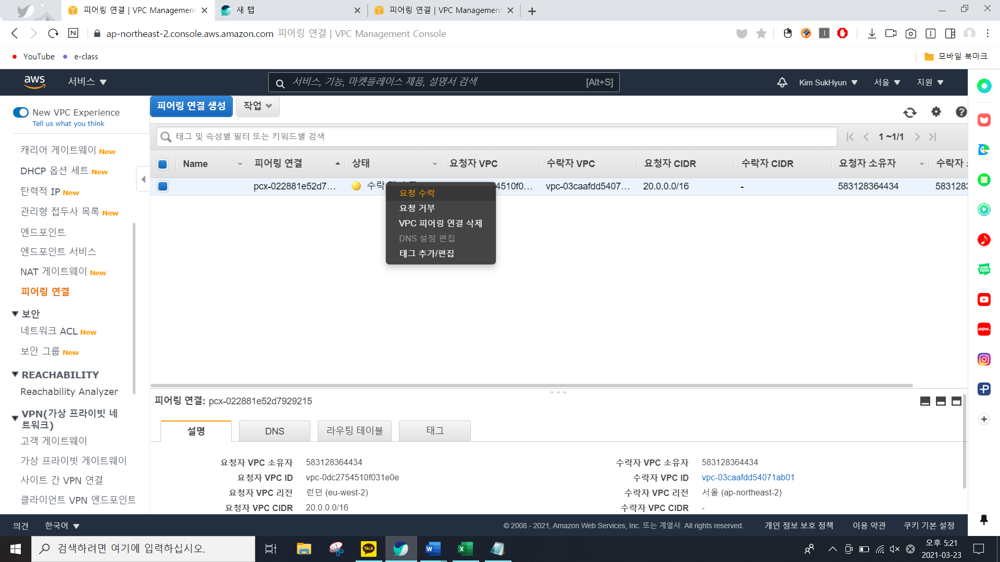 피어링 연결 | VPC Management
새 탭
피어링 연결 | VPC Management
ap-northeast-2.console.aws.amazon.com 피어링 연결 | VPC Management Console
YouTube
e-class
모바일 북마크
aws
서비스
서비스, 기능, 마켓플레이스 제품, 설명서 검색
[Alt+S]
Kim SukHyun
서울
지원
New VPC Experience
Tell us what you think
캐리어 게이트웨이 New
DHCP 옵션 세트 New
탄력적 IP New
관리형 접두사 목록 New
엔드포인트
엔드포인트 서비스
NAT 게이트웨이 New
피어링 연결
보안
네트워크 ACL New
보안 그룹 New
REACHABILITY
Reachability Analyzer
VPN(가상 프라이빗 네
트워크)
고객 게이트웨이
가상 프라이빗 게이트웨이
사이트 간 VPN 연결
클라이언트 VPN 엔드포인트
피어링 연결 생성
작업
태그 및 속성별 필터 또는 키워드별 검색
1 ~1/1
Name 피어링 연결 상태 요청자 VPC 수락자 VPC 요청자 CIDR 수락자 CIDR 요청자 소유자 수락자
pcx-022881e52d7... 수락 4510f0... vpc-03caafdd5407... 20.0.0.0/16 - 583128364434 58312
요청 수락
요청 거부
VPC 피어링 연결 삭제
DNS 설정 편집
태그 추가/편집
피어링 연결: pcx-022881e52d7929215
설명
DNS
라우팅 테이블
태그
요청자 VPC 소유자 583128364434
요청자 VPC ID vpc-0dc2754510f031e0e
요청자 VPC 리전 런던 (eu-west-2)
요청자 VPC CIDR 20.0.0.0/16
수락자 VPC 소유자 583128364434
수락자 VPC ID vpc-03caafdd54071ab01
수락자 VPC 리전 서울 (ap-northeast-2)
수락자 VPC CIDR -
WEB
TOON
NOW.
의견
한국어
© 2008 - 2021, Amazon Web Services, Inc. 또는 계열사. All rights reserved.
개인 정보 보호 정책
이용 약관
쿠키 기본 설정
검색하려면 여기에 입력하십시오.
TALK
오후 5:21
2021-03-23